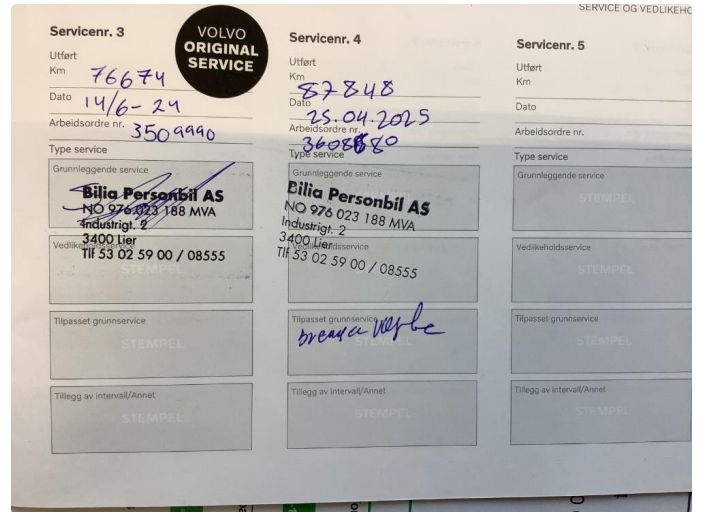 SERVICE OG VEDLIKEHO
Servicenr. 3
VOLVO
ORIGINAL
SERVICE
Utført
Km 76674
Dato 14/6-24
Arbeidsordre nr. 3509990
Type service
Grunnleggende service
Bilia Personbil AS
NO 976 023 188 MVA
Industrigt. 2
3400 Lier
Tlf 53 02 59 00 / 08555
Vedlikeholdsservice
STEMPEL
Tilpasset grunnservice
STEMPEL
Tillegg av intervall/Annet
STEMPEL
Servicenr. 4
Utført
Km 87848
Dato 25.04.2025
Arbeidsordre nr.
Type service
Grunnleggende service
Bilia Personbil AS
NO 976 023 188 MVA
Industrigt. 2
3400 Lier
Tlf 53 02 59 00 / 08555
Vedlikeholdsservice
Tilpasset grunnservice
STEMPEL
Tillegg av intervall/Annet
STEMPEL
Servicenr. 5
Utført
Km
Dato
Arbeidsordre nr.
Type service
Grunnleggende service
STEMPEL
Vedlikeholdsservice
STEMPEL
Tilpasset grunnservice
STEMPEL
Tillegg av intervall/Annet
STEMPEL